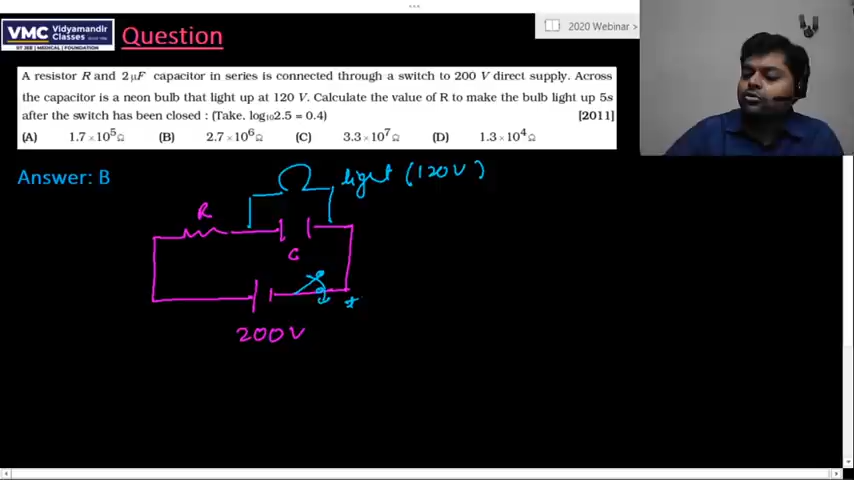 VMC Vidyamandir Classes
Question
2020 Webinar
A resistor R and 2 μF capacitor in series is connected through a switch to 200 V direct supply. Across
the capacitor is a neon bulb that light up at 120 V. Calculate the value of R to make the bulb light up 5s
after the switch has been closed : (Take, log₁₀2.5 = 0.4) [2011]
(A) 1.7×10⁵Ω (B) 2.7×10⁶Ω (C) 3.3×10⁷Ω (D) 1.3×10⁴Ω
Answer: B
light (120V)
R
C
200V